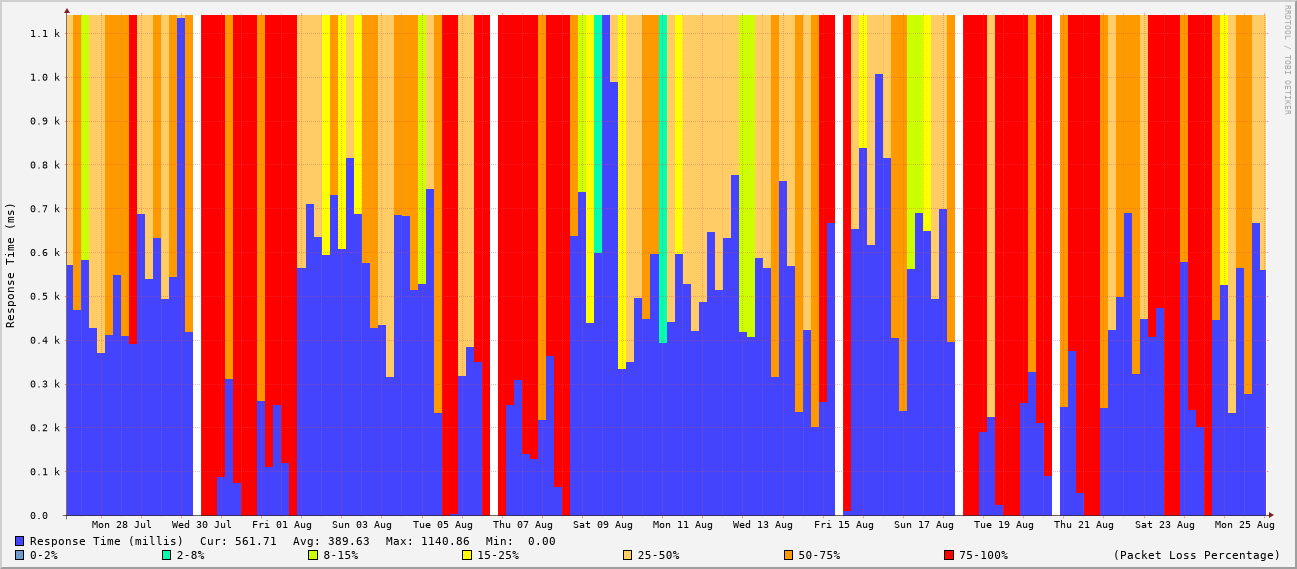 RRDTOOL / TOBI OETIKER
Response Time (ms)
1.1 k
1.0 k
0.9 k
0.8 k
0.7 k
0.6 k
0.5 k
0.4 k
0.3 k
0.2 k
0.1 k
0.0
Mon 28 Jul Wed 30 Jul Fri 01 Aug Sun 03 Aug Tue 05 Aug Thu 07 Aug Sat 09 Aug Mon 11 Aug Wed 13 Aug Fri 15 Aug Sun 17 Aug Tue 19 Aug Thu 21 Aug Sat 23 Aug Mon 25 Aug
Response Time (millis) Cur: 561.71 Avg: 389.63 Max: 1140.86 Min: 0.00
0-2% 2-8% 8-15% 15-25% 25-50% 50-75% 75-100% (Packet Loss Percentage)